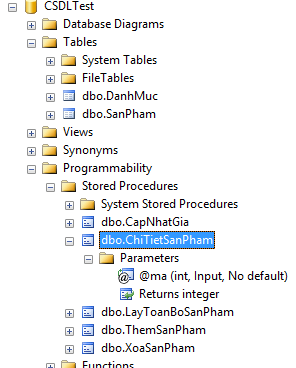 CSDLTest
Database Diagrams
Tables
System Tables
FileTables
dbo.DanhMuc
dbo.SanPham
Views
Synonyms
Programmability
Stored Procedures
System Stored Procedures
dbo.CapNhatGia
dbo.ChiTietSanPham
Parameters
@ma (int, Input, No default)
Returns integer
dbo.LayToanBoSanPham
dbo.ThemSanPham
dbo.XoaSanPham
Functions